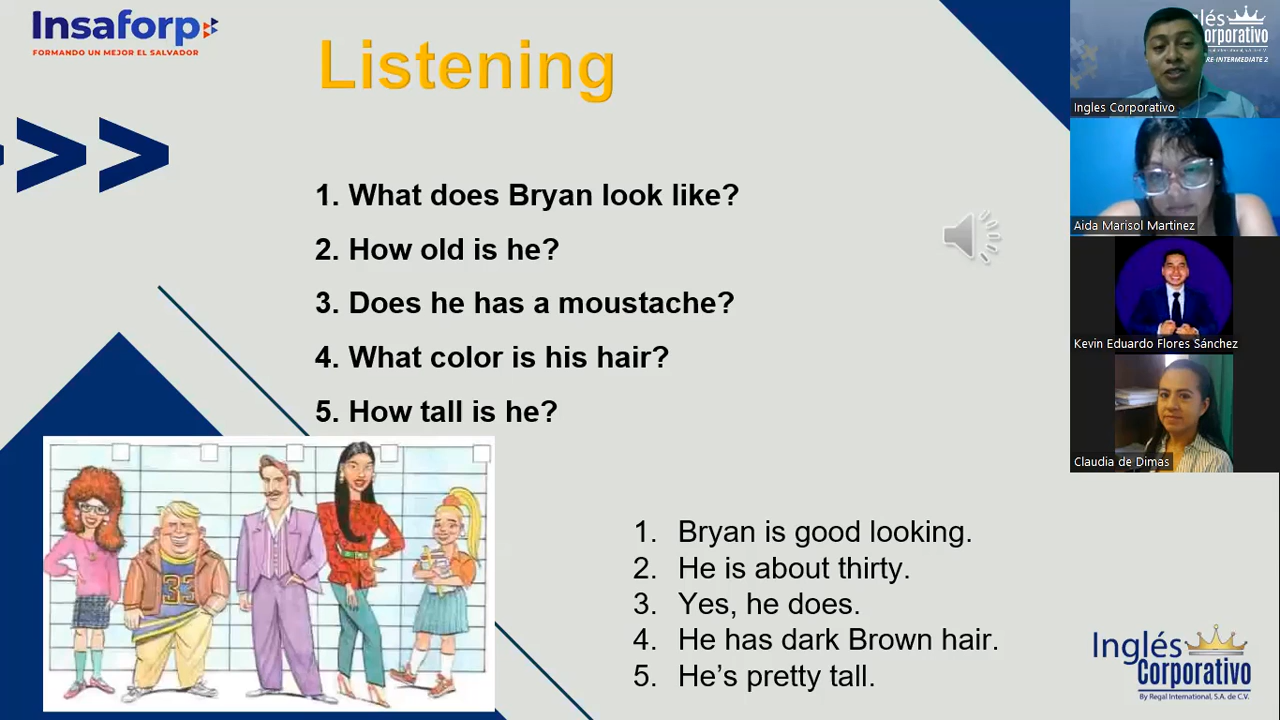 Insaforp
FORMANDO UN MEJOR EL SALVADOR
Listening
1. What does Bryan look like?
2. How old is he?
3. Does he has a moustache?
4. What color is his hair?
5. How tall is he?
33
1. Bryan is good looking.
2. He is about thirty.
3. Yes, he does.
4. He has dark Brown hair.
5. He's pretty tall.
Inglés
Corporativo
By Regal International, S.A. de C.V.
Ingles Corporativo
Aida Marisol Martinez
Kevin Eduardo Flores Sánchez
Claudia de Dimas